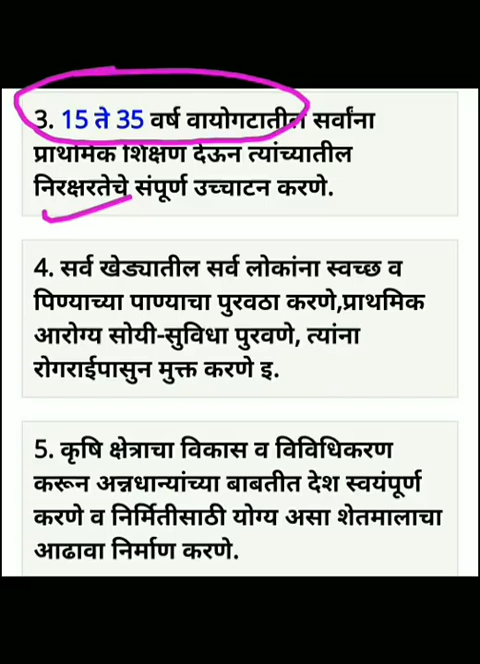 3. 15 ते 35 वर्ष वायोगटातील सर्वांना
प्राथमिक शिक्षण देऊन त्यांच्यातील
निरक्षरतेचे संपूर्ण उच्चाटन करणे.
4. सर्व खेड्यातील सर्व लोकांना स्वच्छ व
पिण्याच्या पाण्याचा पुरवठा करणे,प्राथमिक
आरोग्य सोयी-सुविधा पुरवणे, त्यांना
रोगराईपासुन मुक्त करणे इ.
5. कृषि क्षेत्राचा विकास व विविधिकरण
करून अन्नधान्यांच्या बाबतीत देश स्वयंपूर्ण
करणे व निर्मितीसाठी योग्य असा शेतमालाचा
आढावा निर्माण करणे.